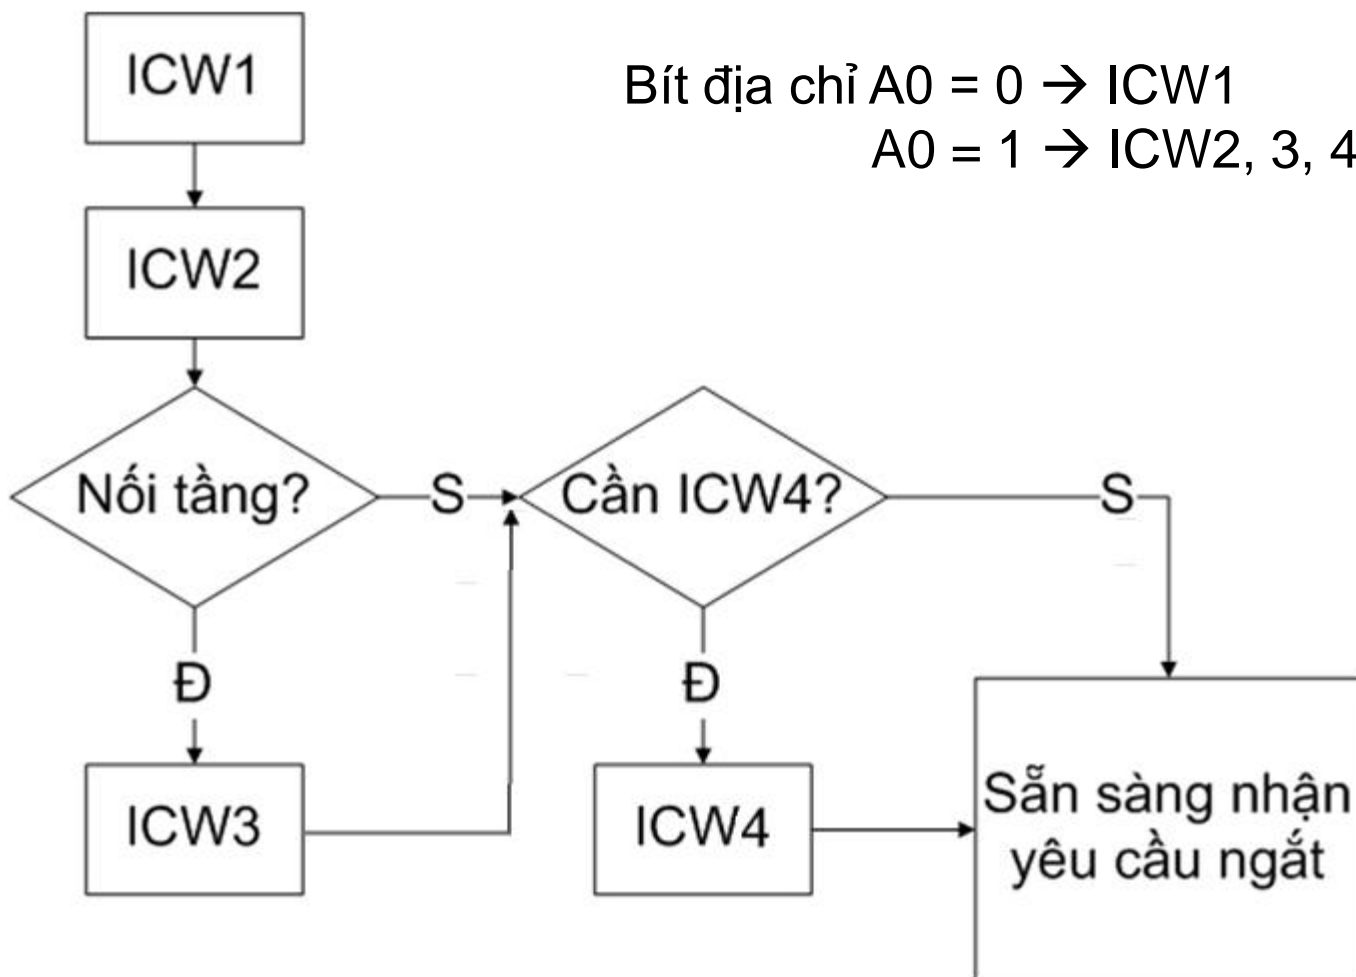 ICW1
Bít địa chỉ A0 = 0 → ICW1
A0 = 1 → ICW2, 3, 4
ICW2
Nối tầng?
S
Cần ICW4?
S
Đ
Đ
ICW3
ICW4
Sẵn sàng nhận
yêu cầu ngắt